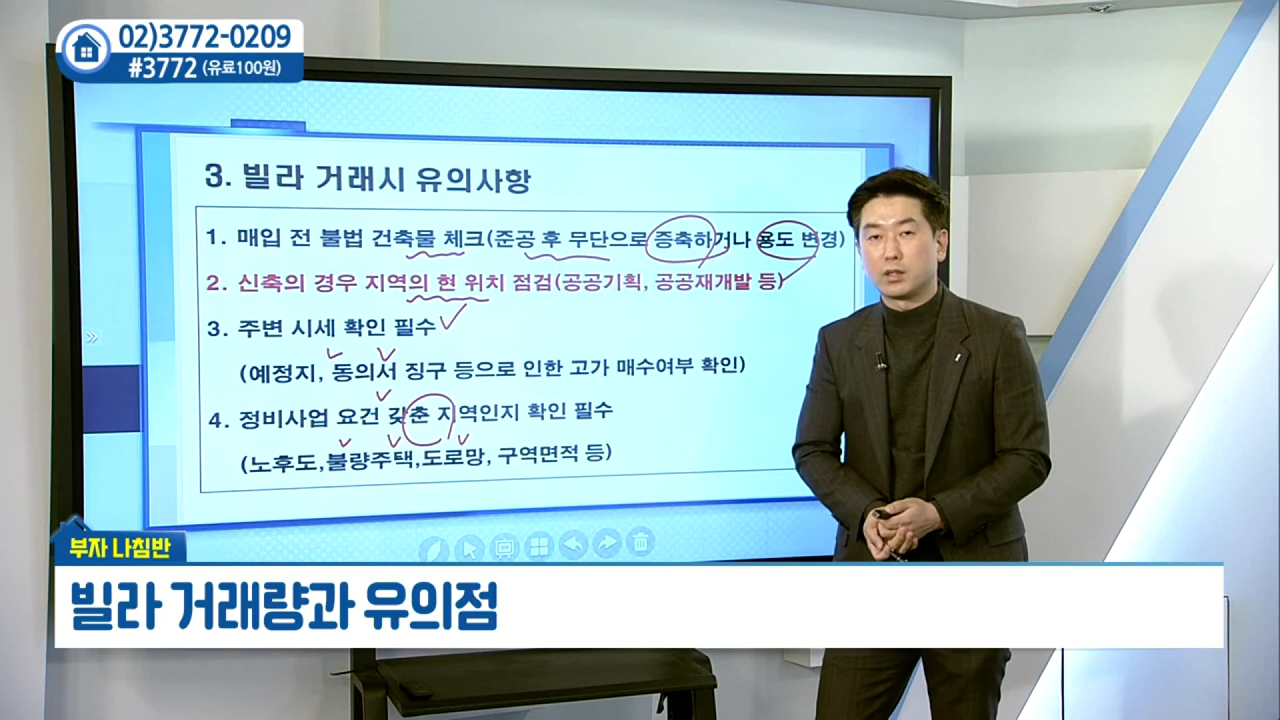 02)3772-0209
#3772 (유료100원)
3. 빌라 거래시 유의사항
1. 매입 전 불법 건축물 체크(준공 후 무단으로 증축하거나 용도 변경)
2. 신축의 경우 지역의 현 위치 점검(공공기획, 공공재개발 등)
3. 주변 시세 확인 필수
(예정지, 동의서 징구 등으로 인한 고가 매수여부 확인)
4. 정비사업 요건 갖춘 지역인지 확인 필수
(노후도,불량주택,도로망, 구역면적 등)
부자 나침반
빌라 거래량과 유의점